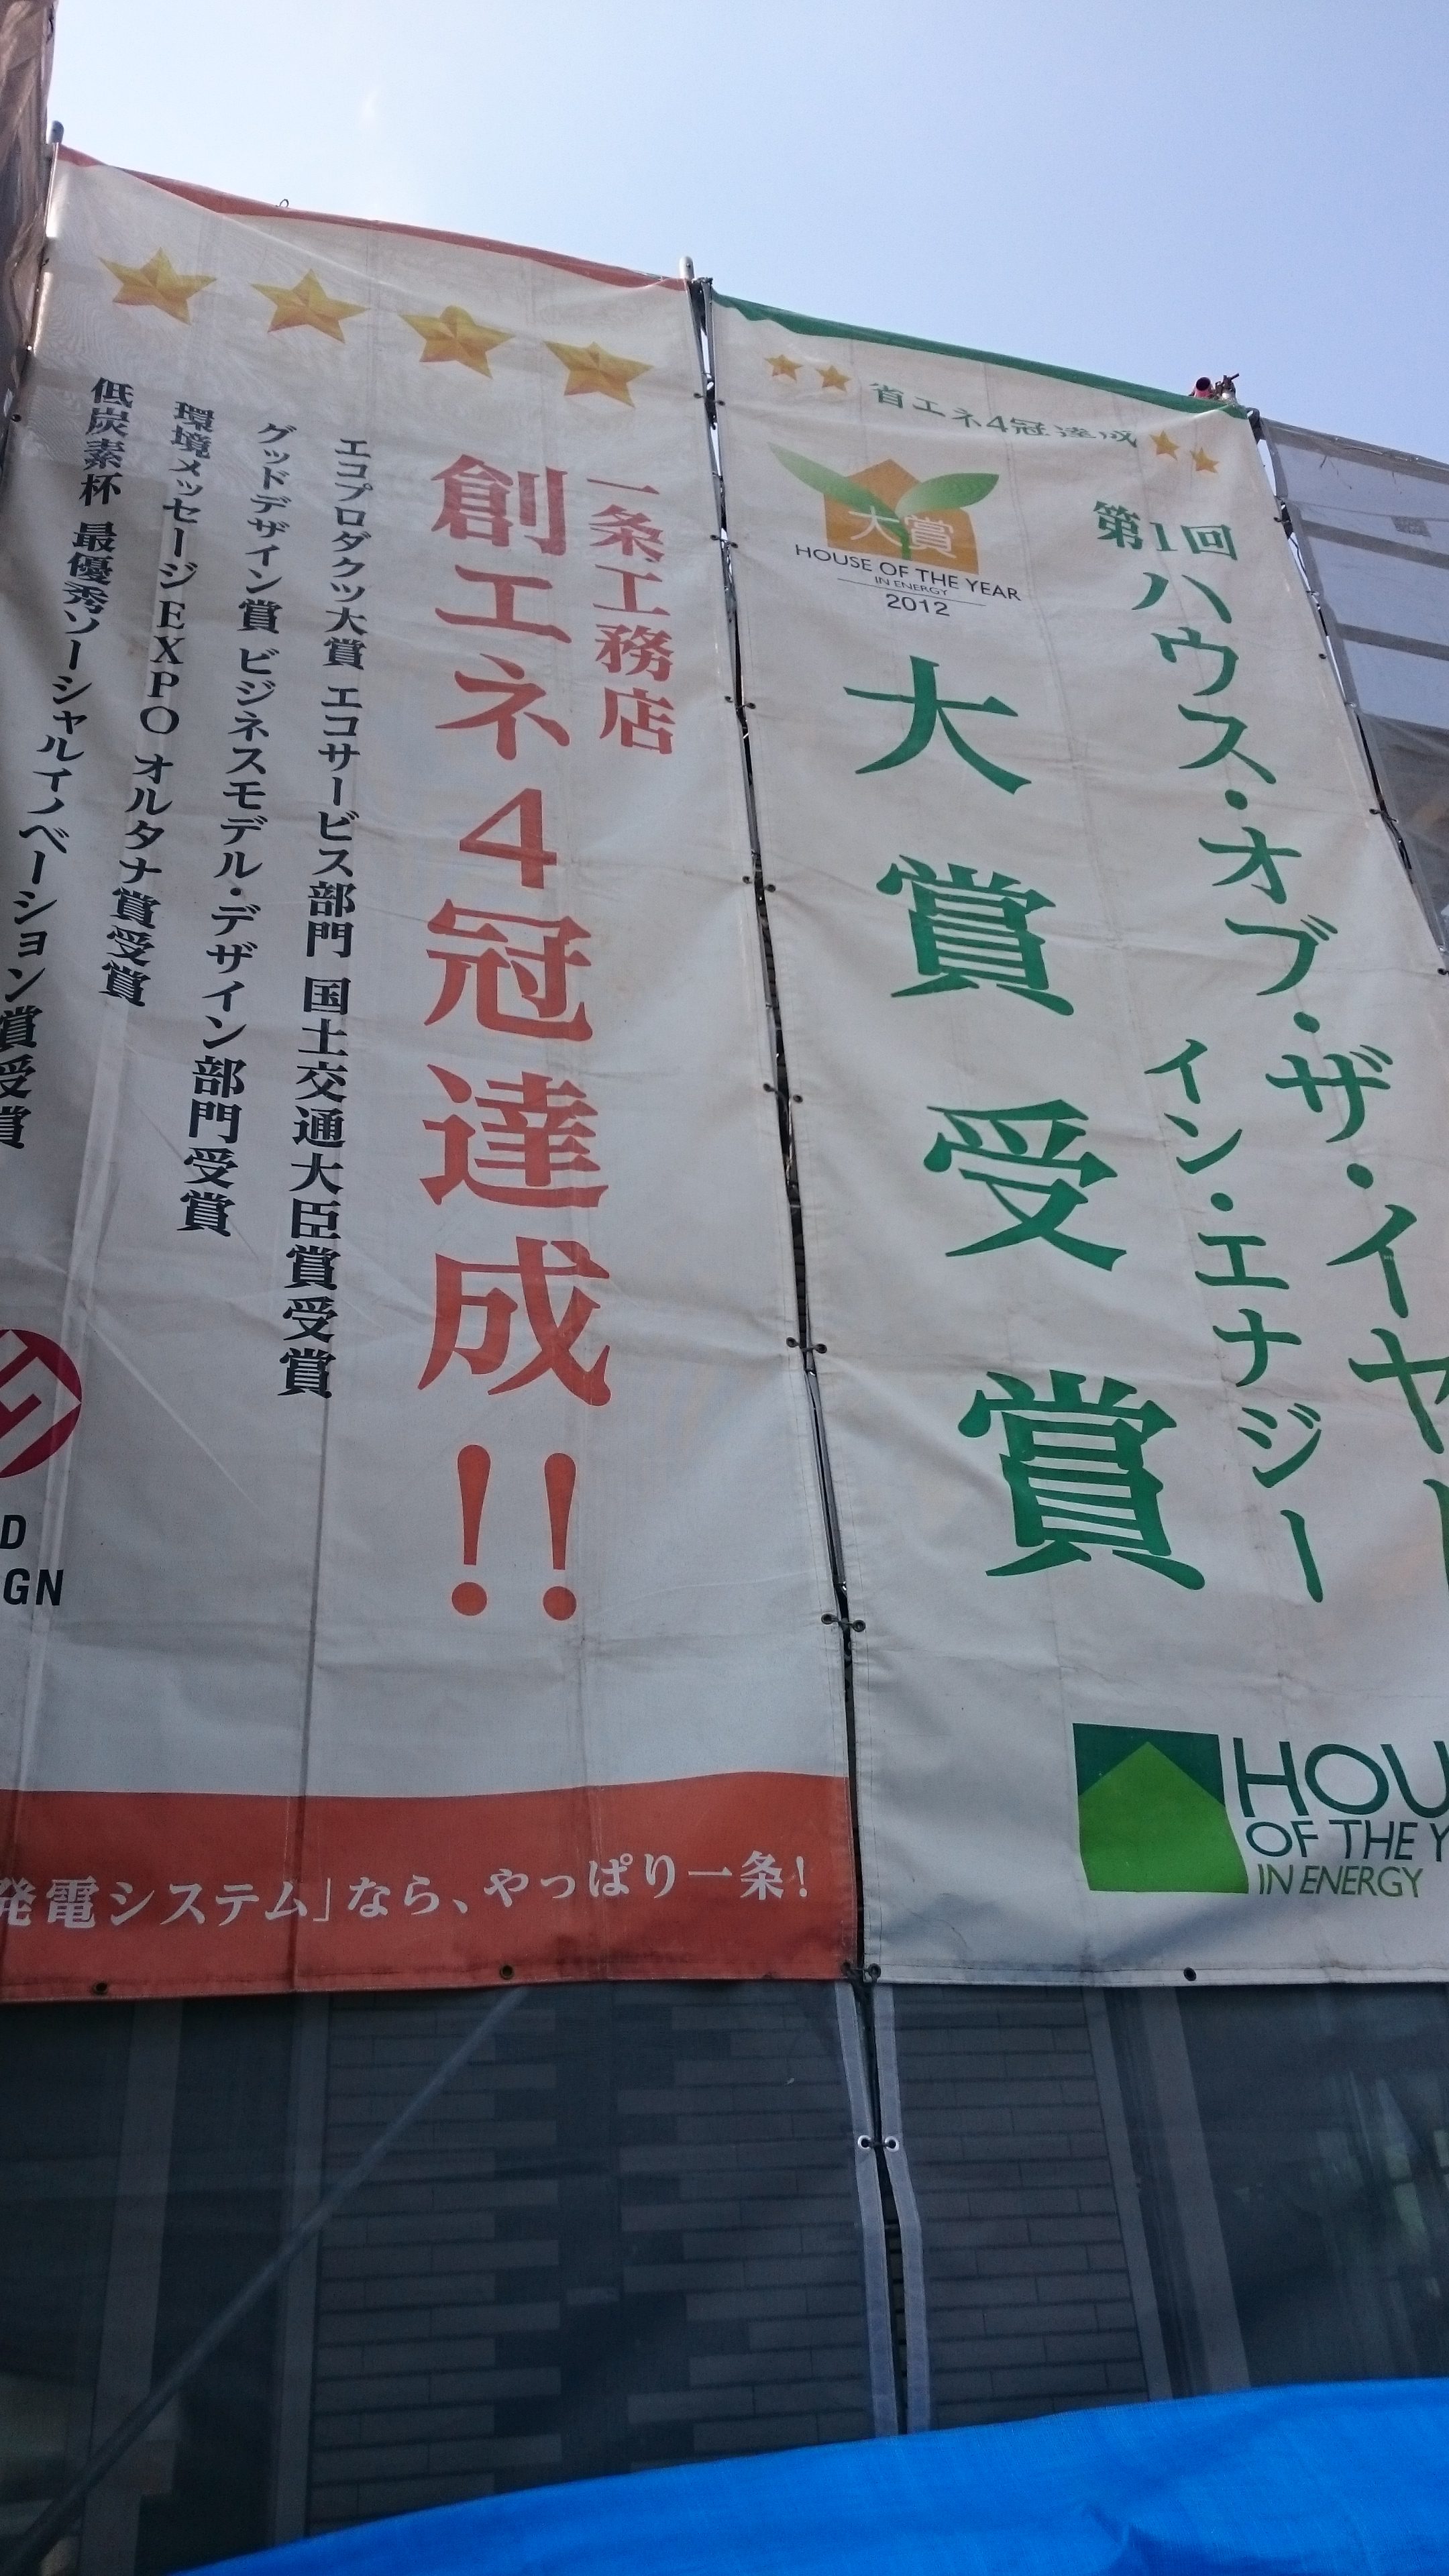 省エネ4冠達成
大賞
HOUSE OF THE YEAR
IN ENERGY
2012
第1回
ハウス・オブ・ザ・イヤー
イン・エナジー
大賞受賞
HOU
OF THE Y
IN ENERGY
一条工務店
創エネ4冠達成!!
エコプロダクツ大賞 エコサービス部門 国土交通大臣賞受賞
グッドデザイン賞 ビジネスモデル・デザイン部門受賞
環境メッセージEXPO オルタナ賞受賞
低炭素杯 最優秀ソーシャルイノベーション賞受賞
D
GN
発電システム」なら、やっぱり一条!